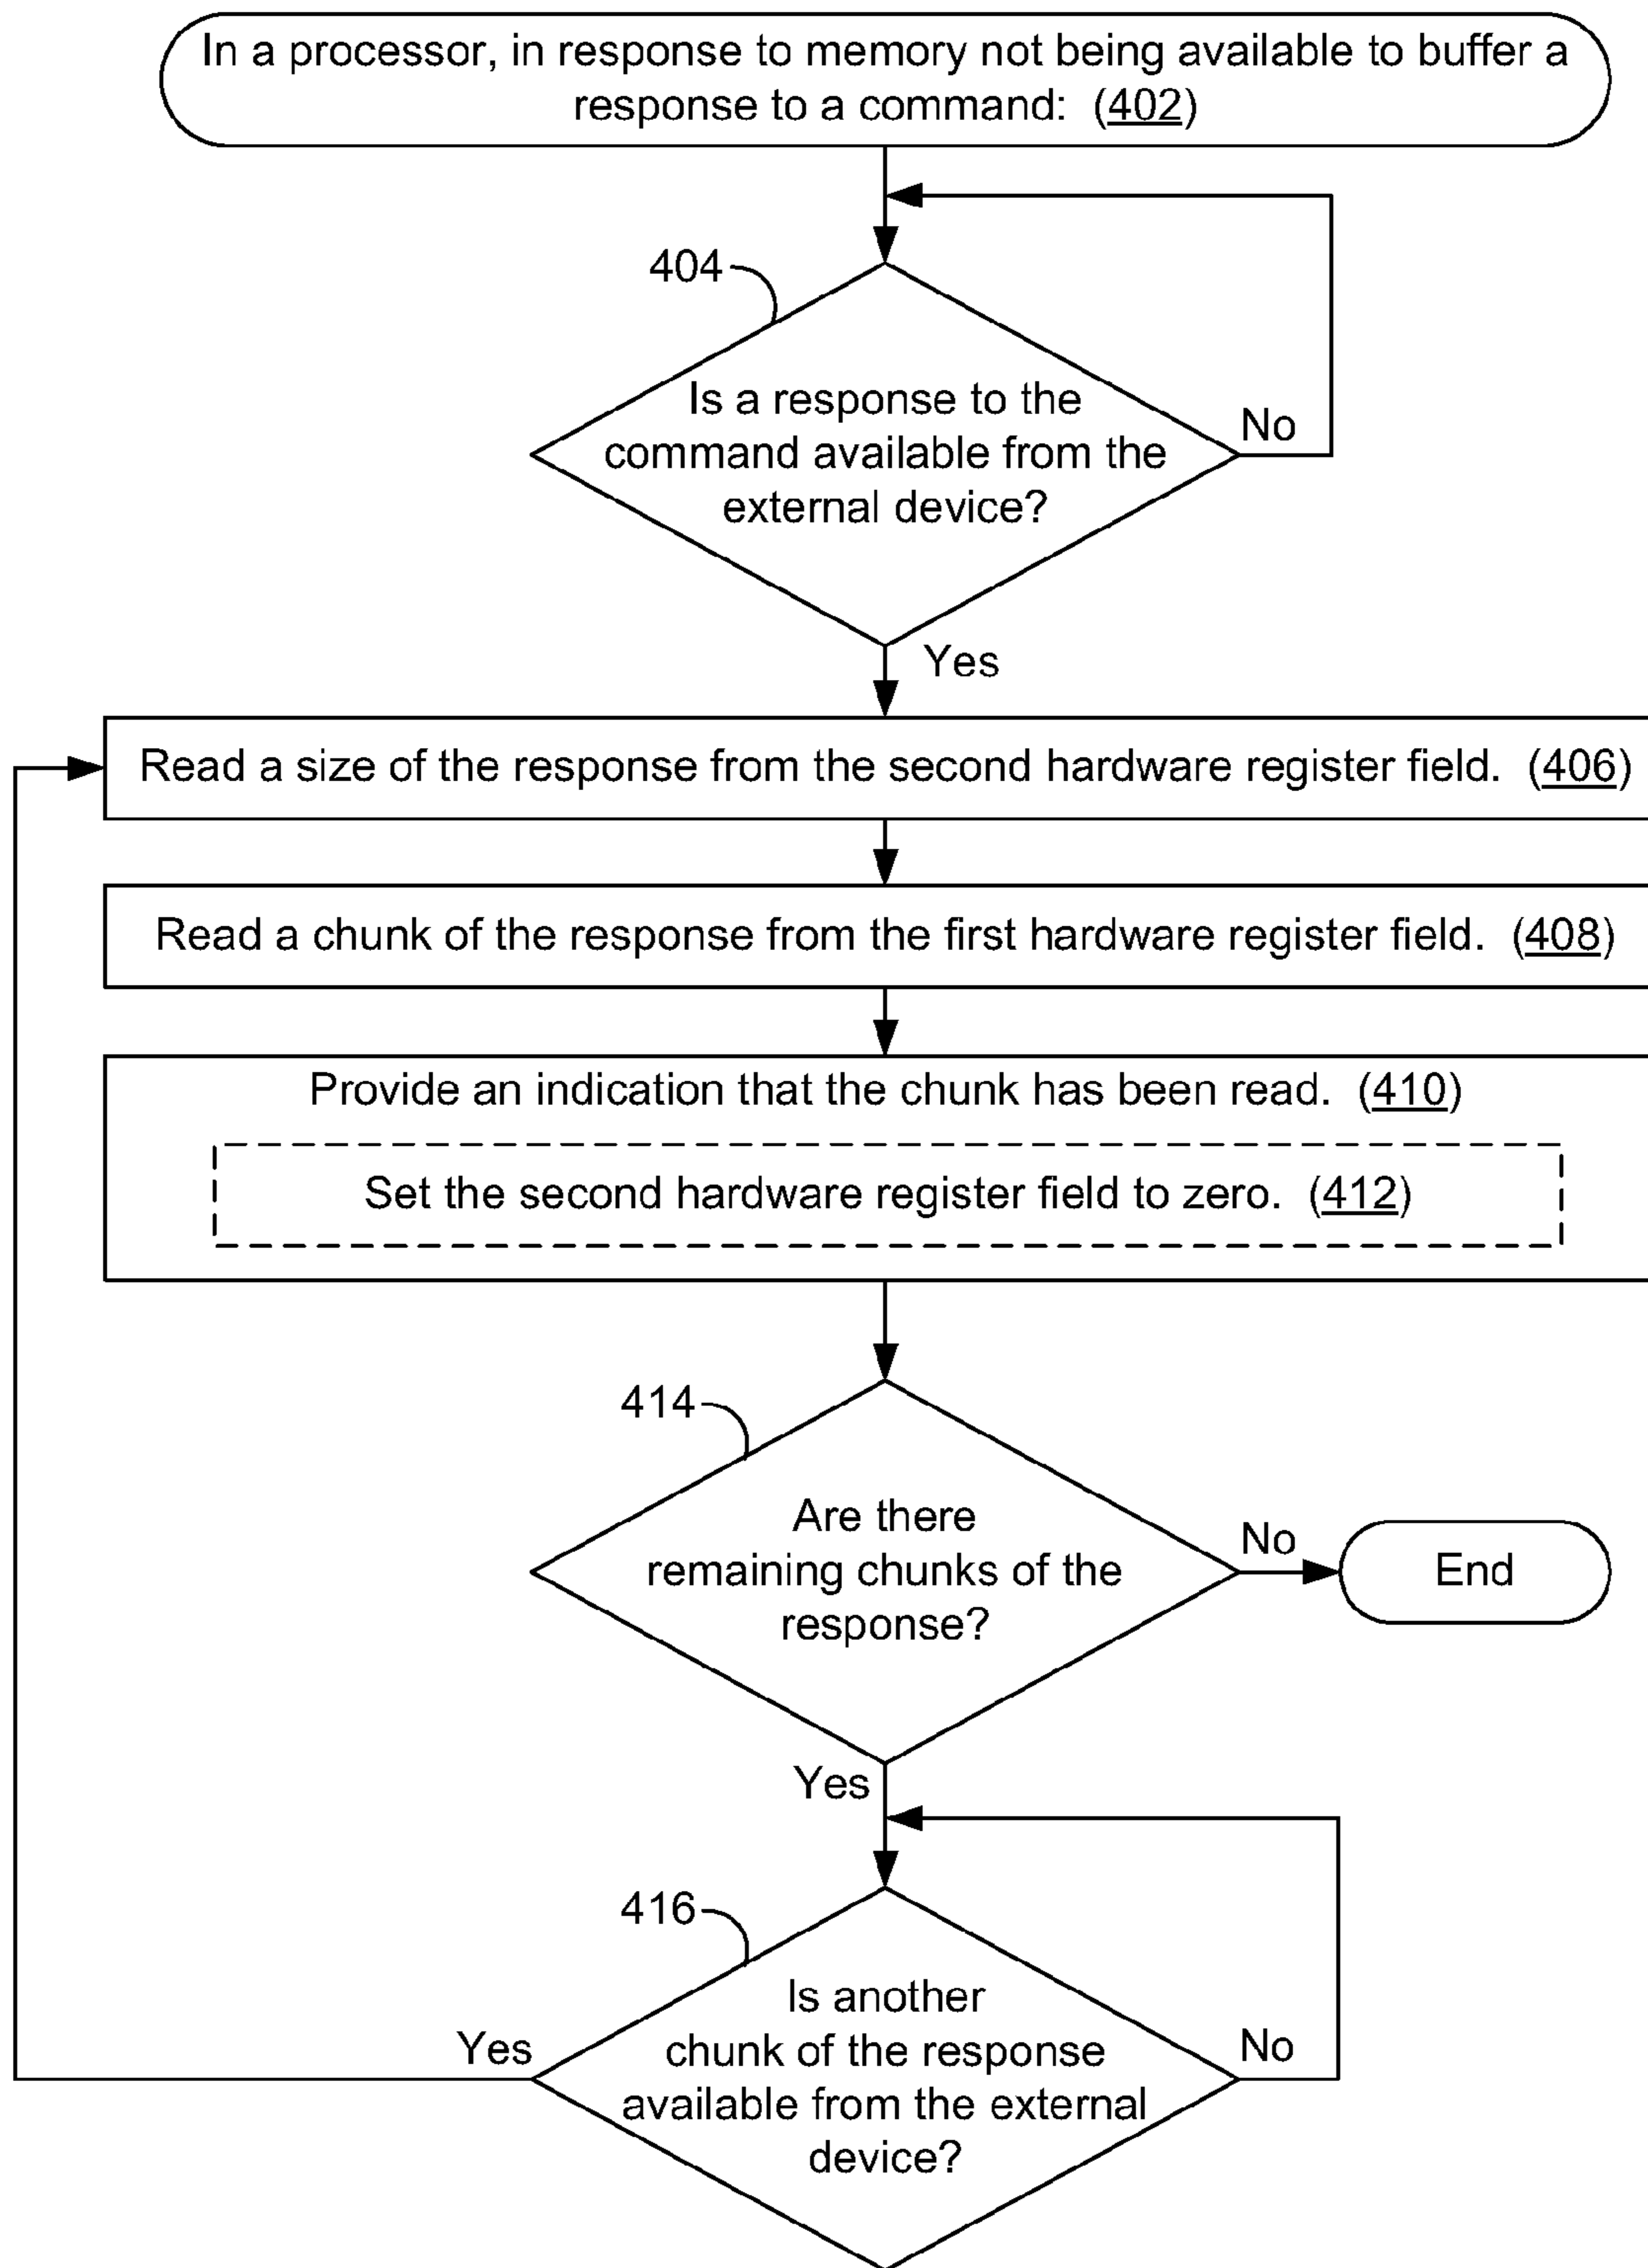 In a processor, in response to memory not being available to buffer a
response to a command: (402)
404
Is a response to the
command available from the
external device?
No
Yes
Read a size of the response from the second hardware register field. (406)
Read a chunk of the response from the first hardware register field. (408)
Provide an indication that the chunk has been read. (410)
Set the second hardware register field to zero. (412)
414
Are there
remaining chunks of the
response?
No
End
Yes
416
Is another
chunk of the response
available from the external
device?
Yes
No